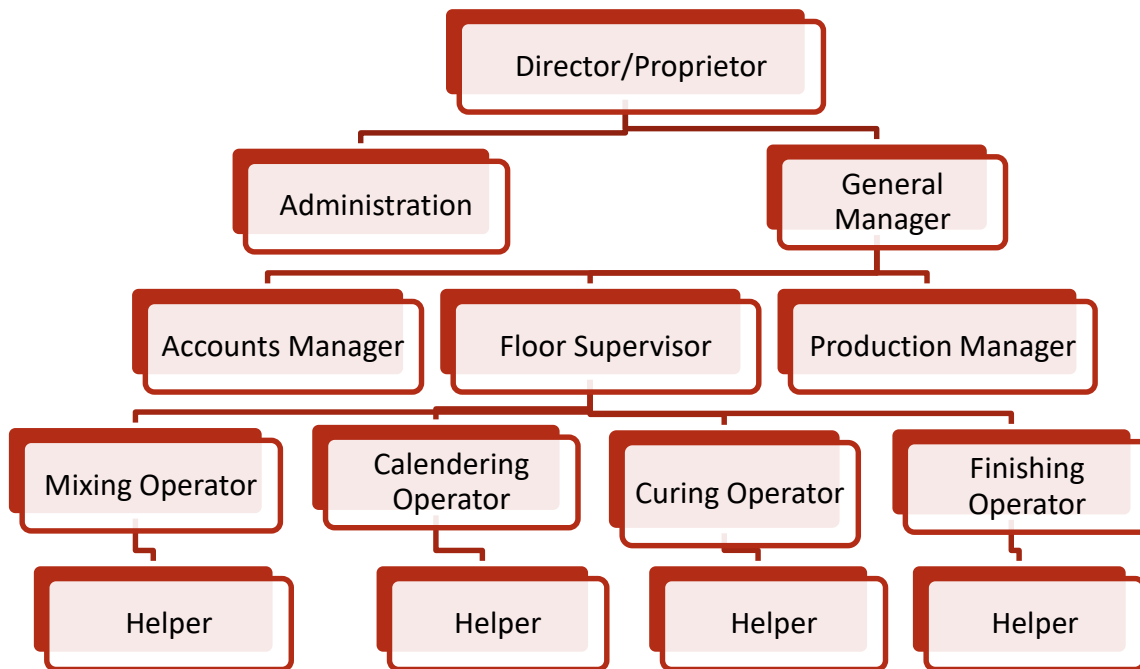 Director/Proprietor
Administration
General
Manager
Accounts Manager
Floor Supervisor
Production Manager
Mixing Operator
Calendering
Operator
Curing Operator
Finishing
Operator
Helper
Helper
Helper
Helper